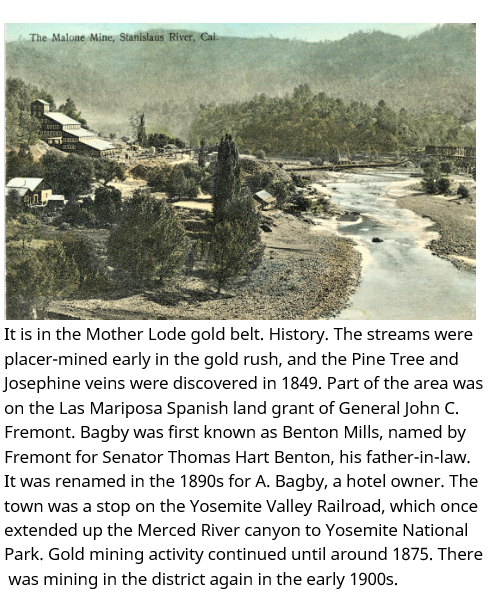 The Malone Mine, Stanislaus River, Cal.
It is in the Mother Lode gold belt. History. The streams were
placer-mined early in the gold rush, and the Pine Tree and
Josephine veins were discovered in 1849. Part of the area was
on the Las Mariposa Spanish land grant of General John C.
Fremont. Bagby was first known as Benton Mills, named by
Fremont for Senator Thomas Hart Benton, his father-in-law.
It was renamed in the 1890s for A. Bagby, a hotel owner. The
town was a stop on the Yosemite Valley Railroad, which once
extended up the Merced River canyon to Yosemite National
Park. Gold mining activity continued until around 1875. There
was mining in the district again in the early 1900s.